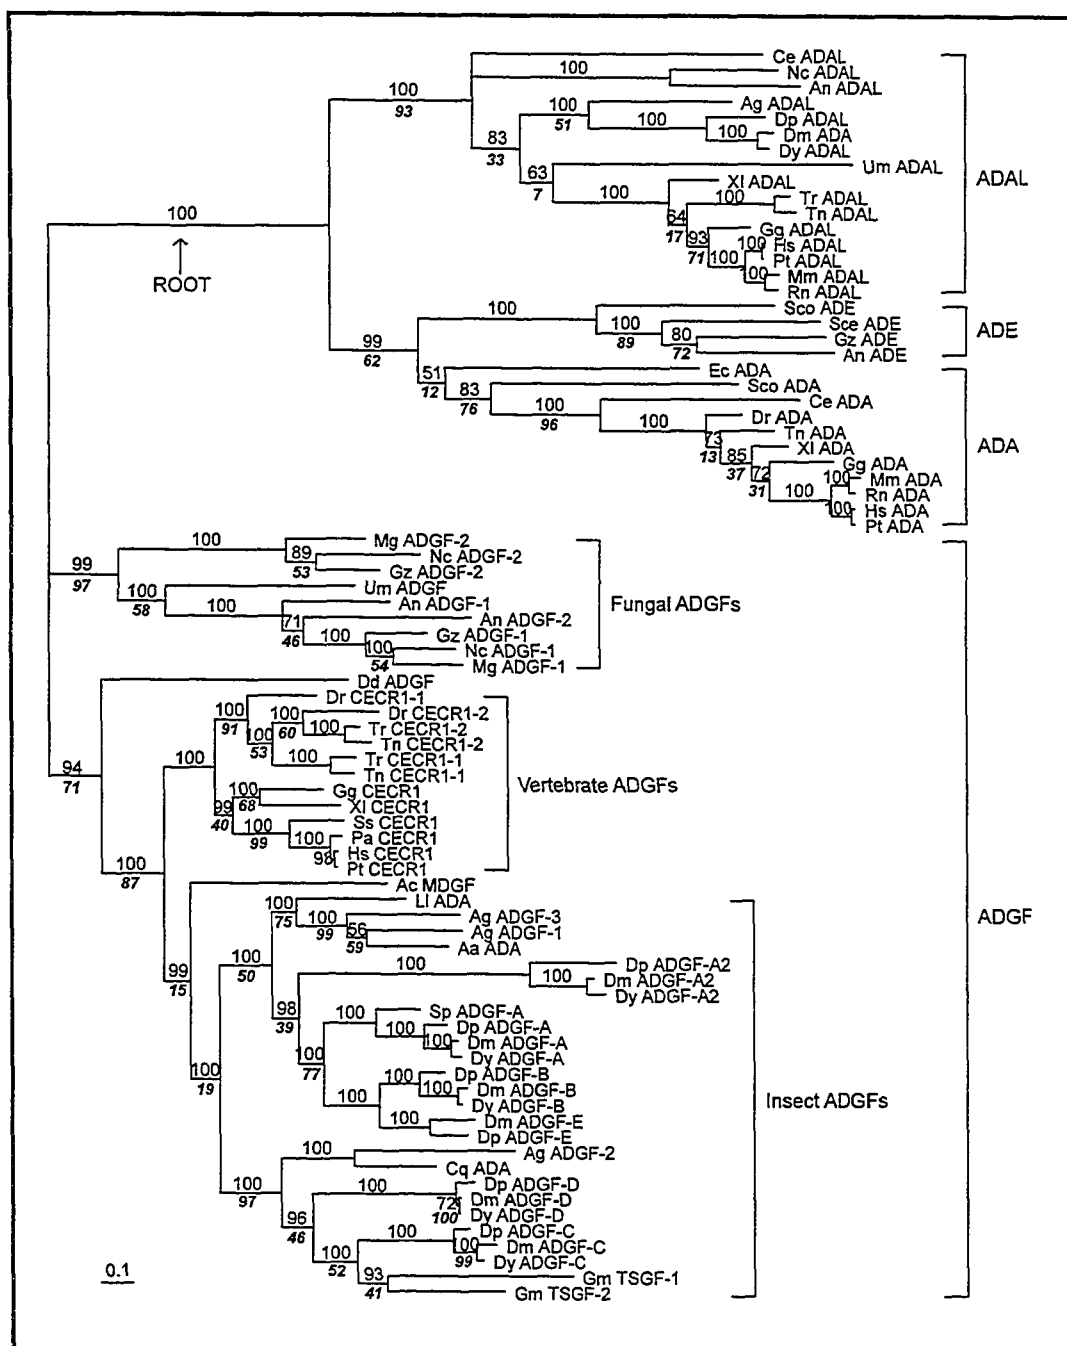 Ce ADAL
100
Nc ADAL
An ADAL
100
93
100
51
Ag ADAL
100
Dp ADAL
100
Dm ADA
Dy ADAL
83
33
63
7
Um ADAL
ADAL
100
Xl ADAL
100
Tr ADAL
Tn ADAL
64
17
Gg ADAL
93
71
100
Hs ADAL
Pt ADAL
100
100
Mm ADAL
Rn ADAL
100
ROOT
100
Sco ADE
100
89
Sce ADE
80
72
Gz ADE
An ADE
ADE
99
62
51
12
Ec ADA
83
76
Sco ADA
100
96
Ce ADA
100
Dr ADA
73
13
Tn ADA
85
37
Xl ADA
72
31
Gg ADA
100
Mm ADA
Rn ADA
100
100
Hs ADA
Pt ADA
ADA
100
Mg ADGF-2
89
53
Nc ADGF-2
Gz ADGF-2
99
97
100
58
Um ADGF
100
An ADGF-1
71
46
An ADGF-2
100
Gz ADGF-1
100
54
Nc ADGF-1
Mg ADGF-1
Fungal ADGFs
Dd ADGF
Dr CECR1-1
100
91
100
53
100
60
Dr CECR1-2
100
Tr CECR1-2
Tn CECR1-2
100
Tr CECR1-1
Tn CECR1-1
100
94
71
99
40
100
68
Gg CECR1
Xl CECR1
100
99
Ss CECR1
100
Pa CECR1
98
Hs CECR1
Pt CECR1
Vertebrate ADGFs
100
87
Ac MDGF
100
75
Ll ADA
100
99
Ag ADGF-3
56
59
Ag ADGF-1
Aa ADA
ADGF
99
15
100
50
100
Dp ADGF-A2
100
Dm ADGF-A2
Dy ADGF-A2
98
39
100
Sp ADGF-A
100
Dp ADGF-A
100
Dm ADGF-A
Dy ADGF-A
100
77
100
19
100
100
Dp ADGF-B
100
Dm ADGF-B
Dy ADGF-B
100
Dm ADGF-E
Dp ADGF-E
Insect ADGFs
100
Ag ADGF-2
Cq ADA
100
97
100
Dp ADGF-D
72
100
Dm ADGF-D
Dy ADGF-D
96
46
100
Dp ADGF-C
100
99
Dm ADGF-C
Dy ADGF-C
100
52
93
41
Gm TSGF-1
Gm TSGF-2
0.1